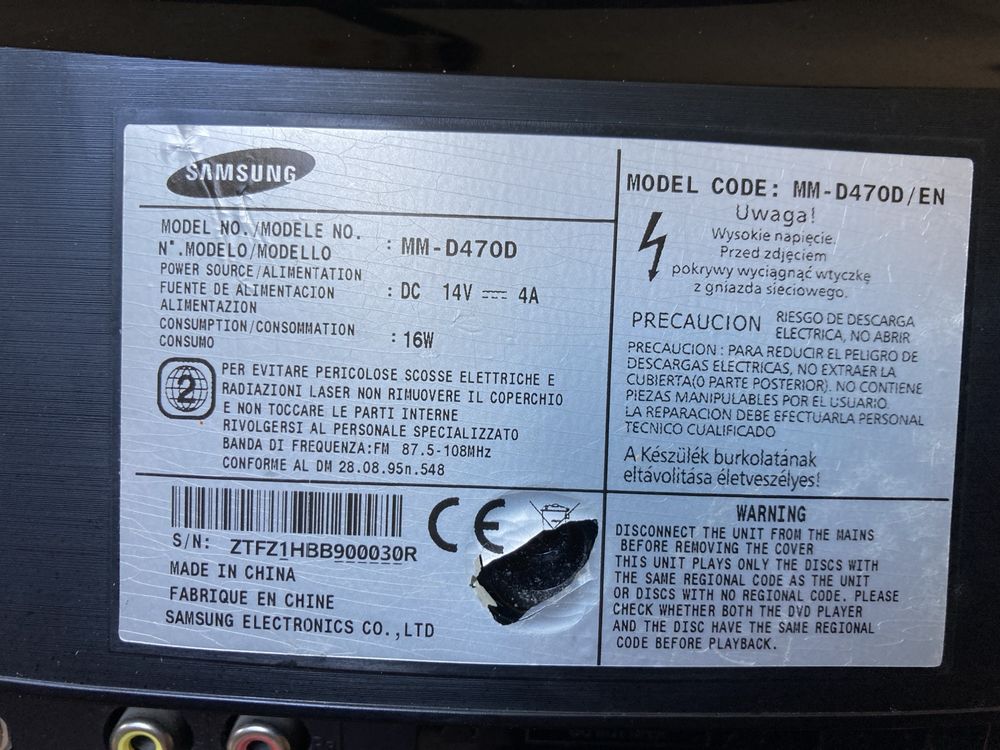 SAMSUNG
MODEL NO./MODELE NO.
N°.MODELO/MODELLO
: MM-D470D
POWER SOURCE/ALIMENTATION
FUENTE DE ALIMENTACION
ALIMENTAZION
: DC 14V ⎓ 4A
CONSUMPTION/CONSOMMATION
CONSUMO
: 16W
2
PER EVITARE PERICOLOSE SCOSSE ELETTRICHE E
RADIAZIONI LASER NON RIMUOVERE IL COPERCHIO
E NON TOCCARE LE PARTI INTERNE
RIVOLGERSI AL PERSONALE SPECIALIZZATO
BANDA DI FREQUENZA:FM 87.5-108MHz
CONFORME AL DM 28.08.95n.548
S/N: ZTFZ1HBB900030R
MADE IN CHINA
FABRIQUE EN CHINE
SAMSUNG ELECTRONICS CO.,LTD
CE
MODEL CODE: MM-D470D/EN
Uwaga!
Wysokie napięcie.
Przed zdjęciem
pokrywy wyciągnąć wtyczkę
z gniazda sieciowego.
PRECAUCION
RIESGO DE DESCARGA
ELECTRICA, NO ABRIR
PRECAUCION : PARA REDUCIR EL PELIGRO DE
DESCARGAS ELECTRICAS, NO EXTRAER LA
CUBIERTA(O PARTE POSTERIOR). NO CONTIENE
PIEZAS MANIPULABLES POR EL USUARIO.
LA REPARACION DEBE EFECTUARLA PERSONAL
TECNICO CUALIFICADO
A Készülék burkolatának
eltávolítása életveszélyes!
WARNING
DISCONNECT THE UNIT FROM THE MAINS
BEFORE REMOVING THE COVER
THIS UNIT PLAYS ONLY THE DISCS WITH
THE SAME REGIONAL CODE AS THE UNIT
OR DISCS WITH NO REGIONAL CODE. PLEASE
CHECK WHETHER BOTH THE DVD PLAYER
AND THE DISC HAVE THE SAME REGIONAL
CODE BEFORE PLAYBACK.